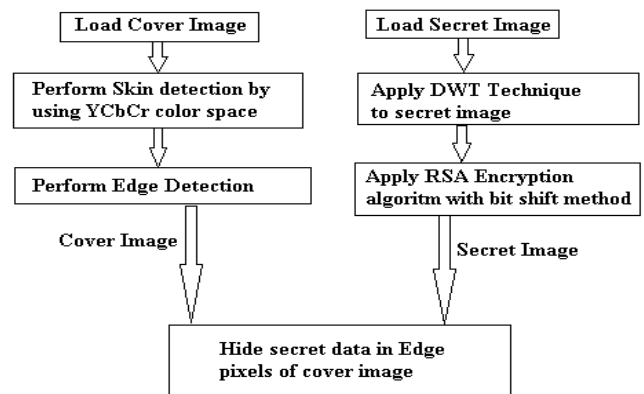 Load Cover Image
Load Secret Image
Perform Skin detection by
using YCbCr color space
Apply DWT Technique
to secret image
Perform Edge Detection
Apply RSA Encryption
algoritm with bit shift method
Cover Image
Secret Image
Hide secret data in Edge
pixels of cover image